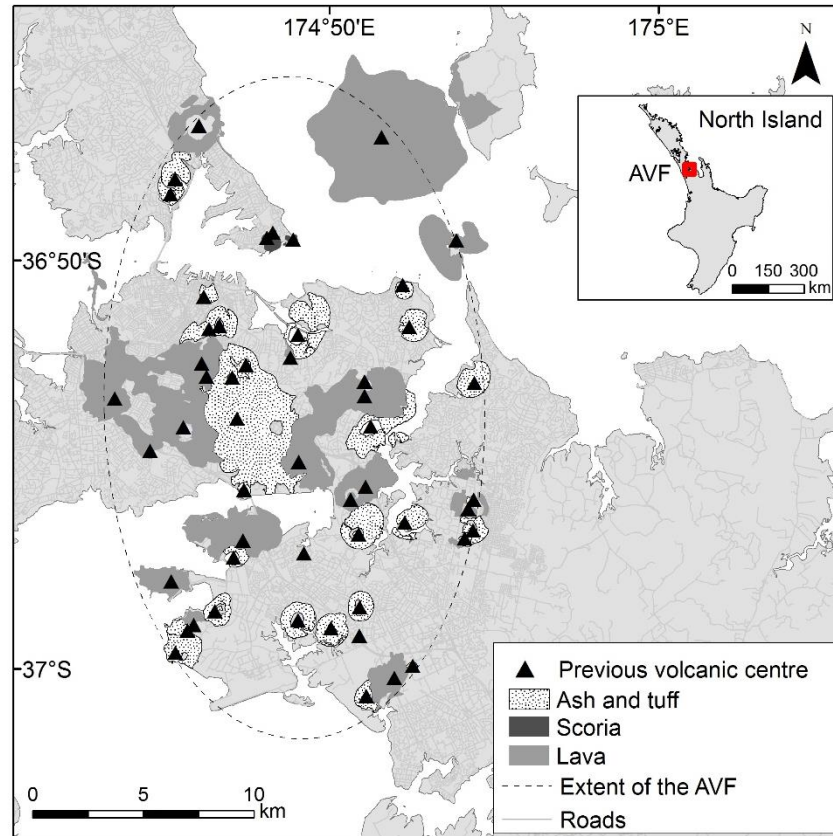 174°50'E
175°E
N
North Island
AVF
0 150 300
km
36°50'S
37°S
Previous volcanic centre
Ash and tuff
Scoria
Lava
Extent of the AVF
Roads
0 5 10
km